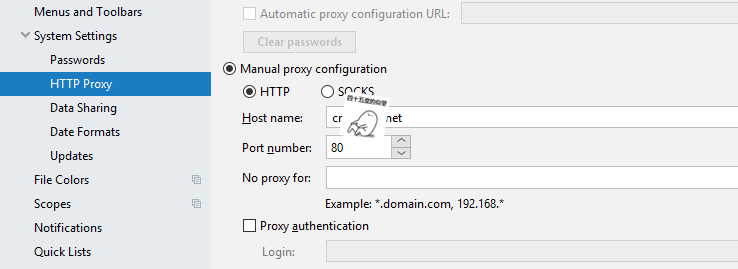 Menus and Toolbars
System Settings
Passwords
HTTP Proxy
Data Sharing
Date Formats
Updates
File Colors
Scopes
Notifications
Quick Lists
Automatic proxy configuration URL:
Clear passwords
Manual proxy configuration
HTTP SOCKS
四十五度的仰望
Host name: net
Port number: 80
No proxy for:
Example: *.domain.com, 192.168.*
Proxy authentication
Login: